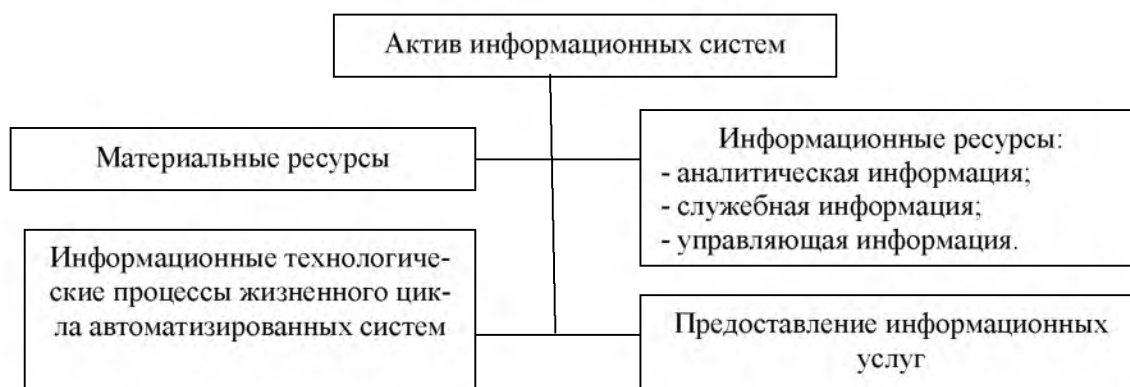 Актив информационных систем
Материальные ресурсы
Информационные ресурсы:
- аналитическая информация;
- служебная информация;
- управляющая информация.
Информационные технологиче-
ские процессы жизненного цик-
ла автоматизированных систем
Предоставление информационных
услуг